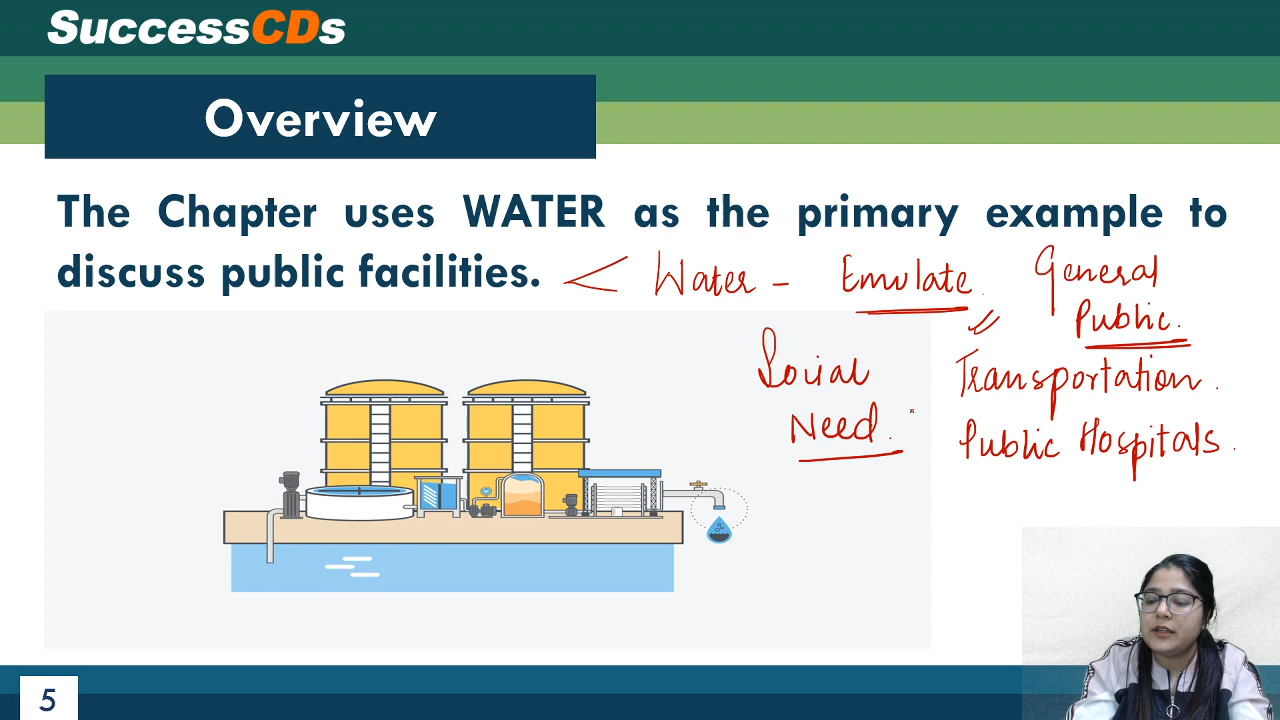 SuccessCDs
Overview
The Chapter uses WATER as the primary example to
discuss public facilities.
Water - Emulate. General
Public.
Social
Need.
Transportation.
Public Hospitals.
5